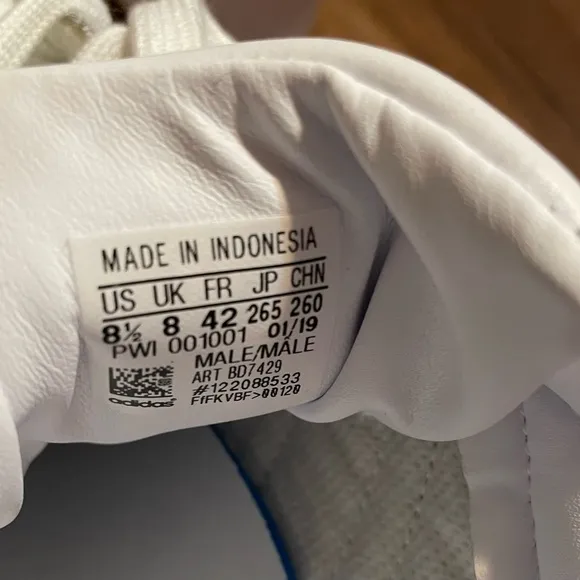 MADE IN INDONESIA
US UK FR JP CHN
8½ 8 42 265 260
PWI 001001 01/19
MALE/MÂLE
ART BD7429
#122088533
adidas F1FKVBF>00120